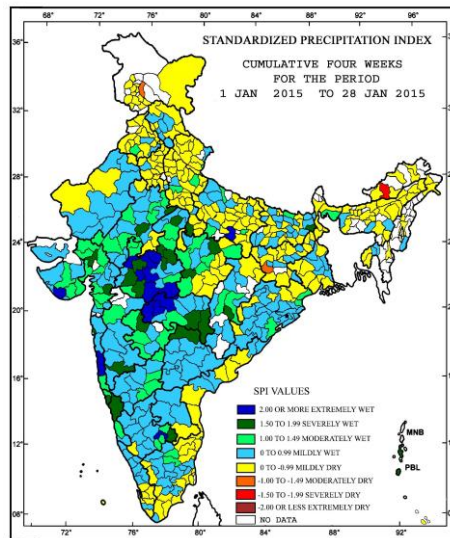 STANDARDIZED PRECIPITATION INDEX
CUMULATIVE FOUR WEEKS
FOR THE PERIOD
1 JAN 2015 TO 28 JAN 2015
72° 76° 80° 84° 88° 92° 96°
36°
32°
28°
24°
20°
16°
12°
8°
SPI VALUES
2.00 OR MORE EXTREMELY WET
1.50 TO 1.99 SEVERELY WET
1.00 TO 1.49 MODERATELY WET
0 TO 0.99 MILDLY WET
0 TO -0.99 MILDLY DRY
-1.00 TO -1.49 MODERATELY DRY
-1.50 TO -1.99 SEVERELY DRY
-2.00 OR LESS EXTREMELY DRY
NO DATA
MNB
PBL
72° 76° 80° 84° 88° 92°